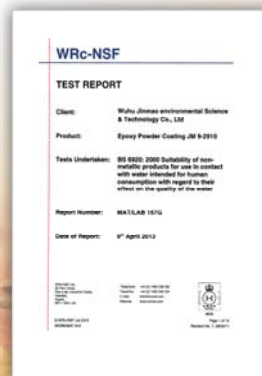 WRc-NSF
TEST REPORT
Client: Wuhu Jinmao environmental Science
& Technology Co., Ltd
Product: Epoxy Powder Coating JM 9-2910
Tests Undertaken: BS 6920: 2000 Suitability of non-
metallic products for use in contact
with water intended for human
consumption with regard to their
effect on the quality of the water
Report Number: MAT/LAB 157G
Date of Report: 9th April 2013